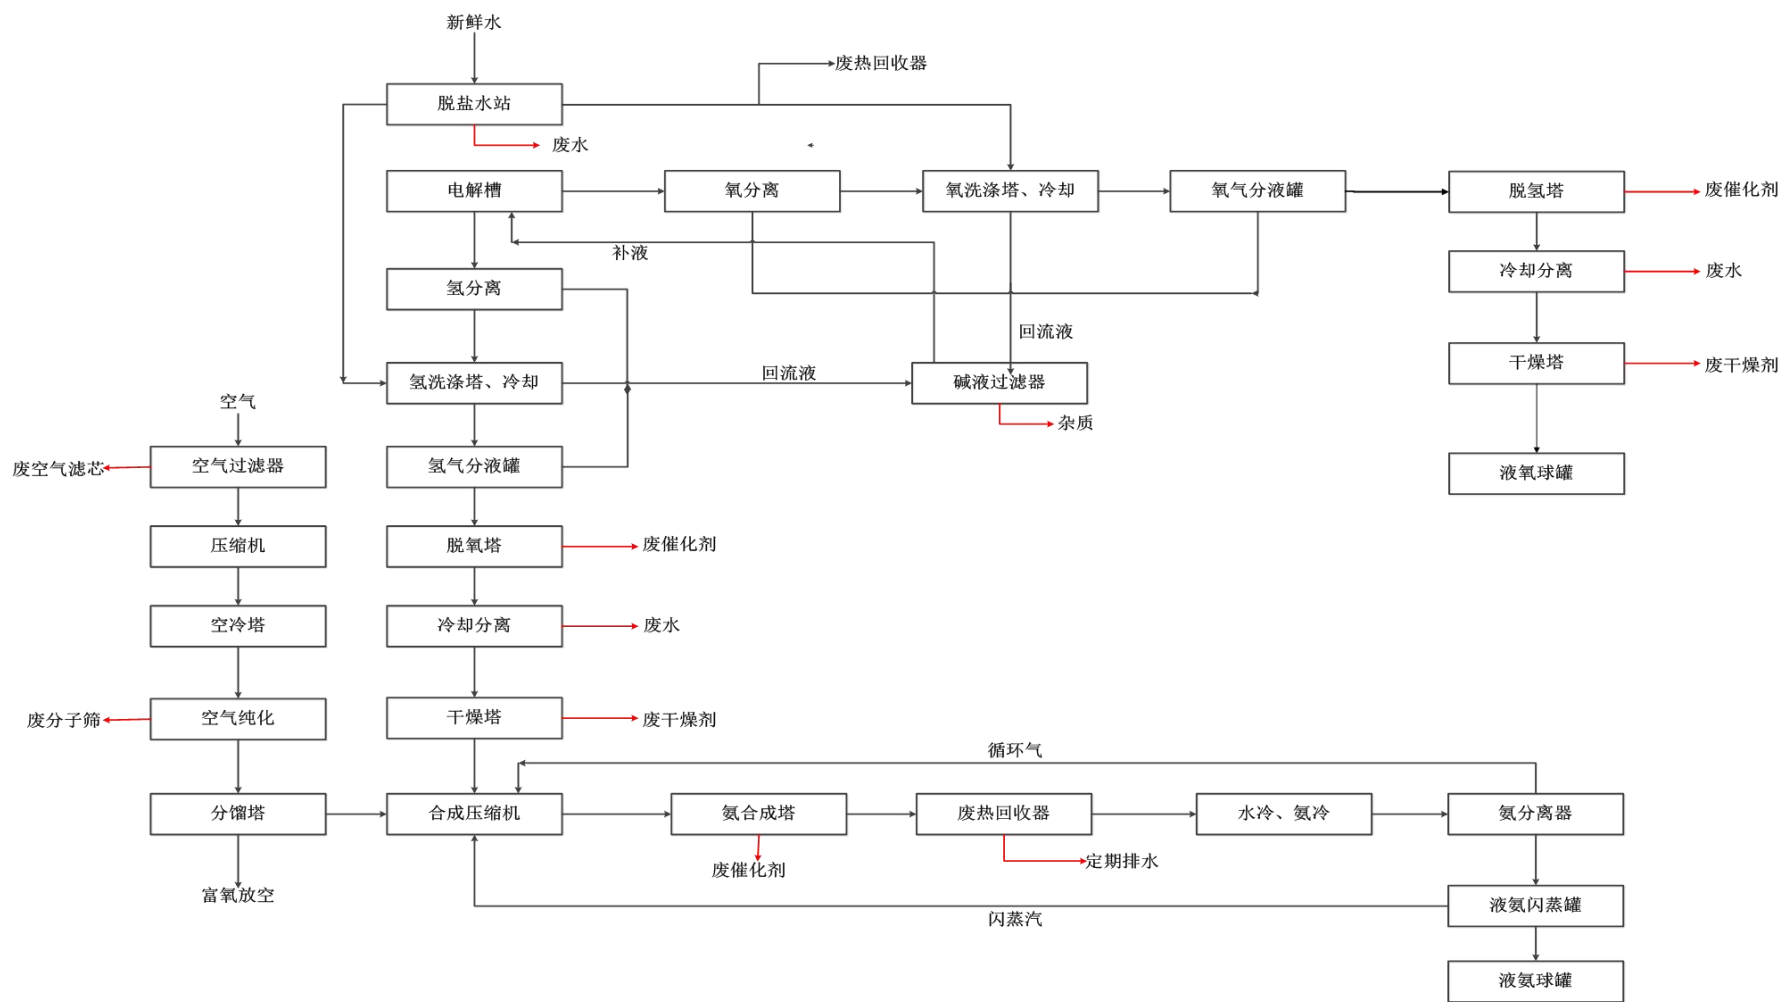 新鲜水
废热回收器
脱盐水站
废水
电解槽
氧分离
氧洗涤塔、冷却
氧气分液罐
脱氢塔
废催化剂
补液
冷却分离
废水
氢分离
回流液
干燥塔
废干燥剂
氢洗涤塔、冷却
回流液
碱液过滤器
空气
杂质
废空气滤芯
空气过滤器
氢气分液罐
液氧球罐
压缩机
脱氧塔
废催化剂
空冷塔
冷却分离
废水
废分子筛
空气纯化
干燥塔
废干燥剂
循环气
分馏塔
合成压缩机
氨合成塔
废热回收器
水冷、氨冷
氨分离器
废催化剂
定期排水
富氧放空
闪蒸汽
液氨闪蒸罐
液氨球罐